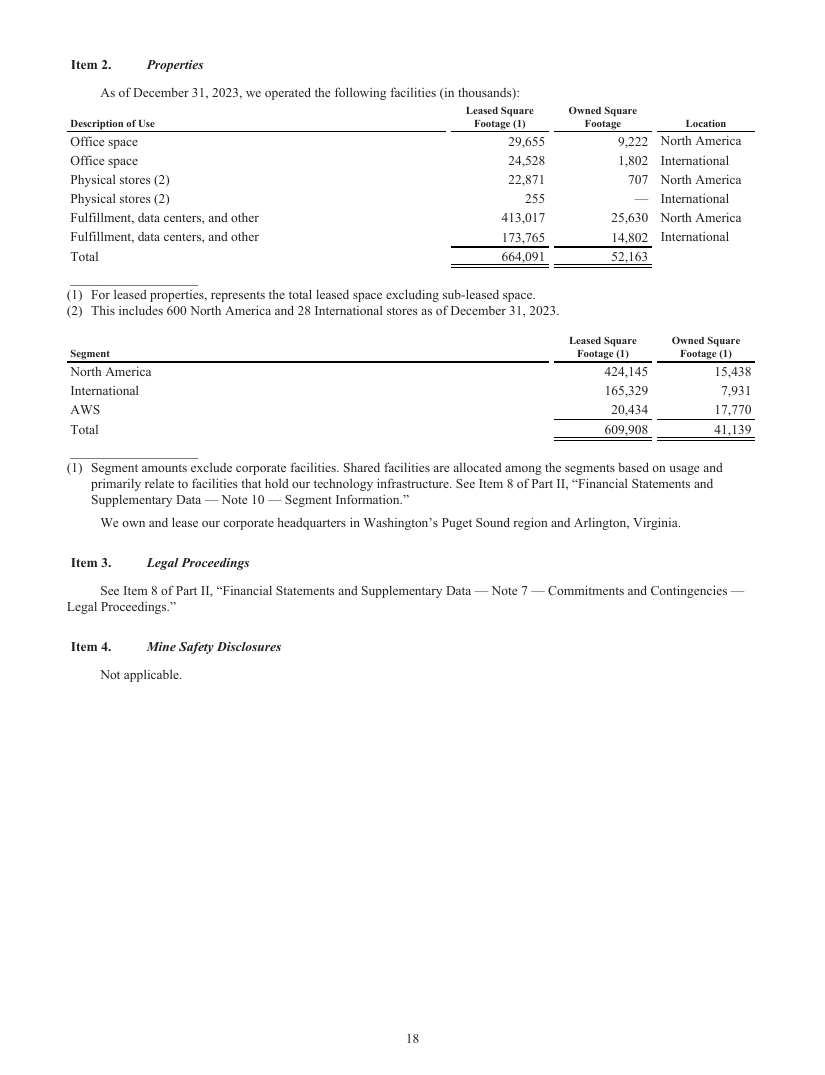 Item 2. Properties
As of December 31, 2023, we operated the following facilities (in thousands):
Description of Use Leased Square Footage (1) Owned Square Footage Location
Office space 29,655 9,222 North America
Office space 24,528 1,802 International
Physical stores (2) 22,871 707 North America
Physical stores (2) 255 — International
Fulfillment, data centers, and other 413,017 25,630 North America
Fulfillment, data centers, and other 173,765 14,802 International
Total 664,091 52,163
(1) For leased properties, represents the total leased space excluding sub-leased space.
(2) This includes 600 North America and 28 International stores as of December 31, 2023.
Segment Leased Square Footage (1) Owned Square Footage (1)
North America 424,145 15,438
International 165,329 7,931
AWS 20,434 17,770
Total 609,908 41,139
(1) Segment amounts exclude corporate facilities. Shared facilities are allocated among the segments based on usage and
primarily relate to facilities that hold our technology infrastructure. See Item 8 of Part II, “Financial Statements and
Supplementary Data — Note 10 — Segment Information.”
We own and lease our corporate headquarters in Washington’s Puget Sound region and Arlington, Virginia.
Item 3. Legal Proceedings
See Item 8 of Part II, “Financial Statements and Supplementary Data — Note 7 — Commitments and Contingencies —
Legal Proceedings.”
Item 4. Mine Safety Disclosures
Not applicable.
18